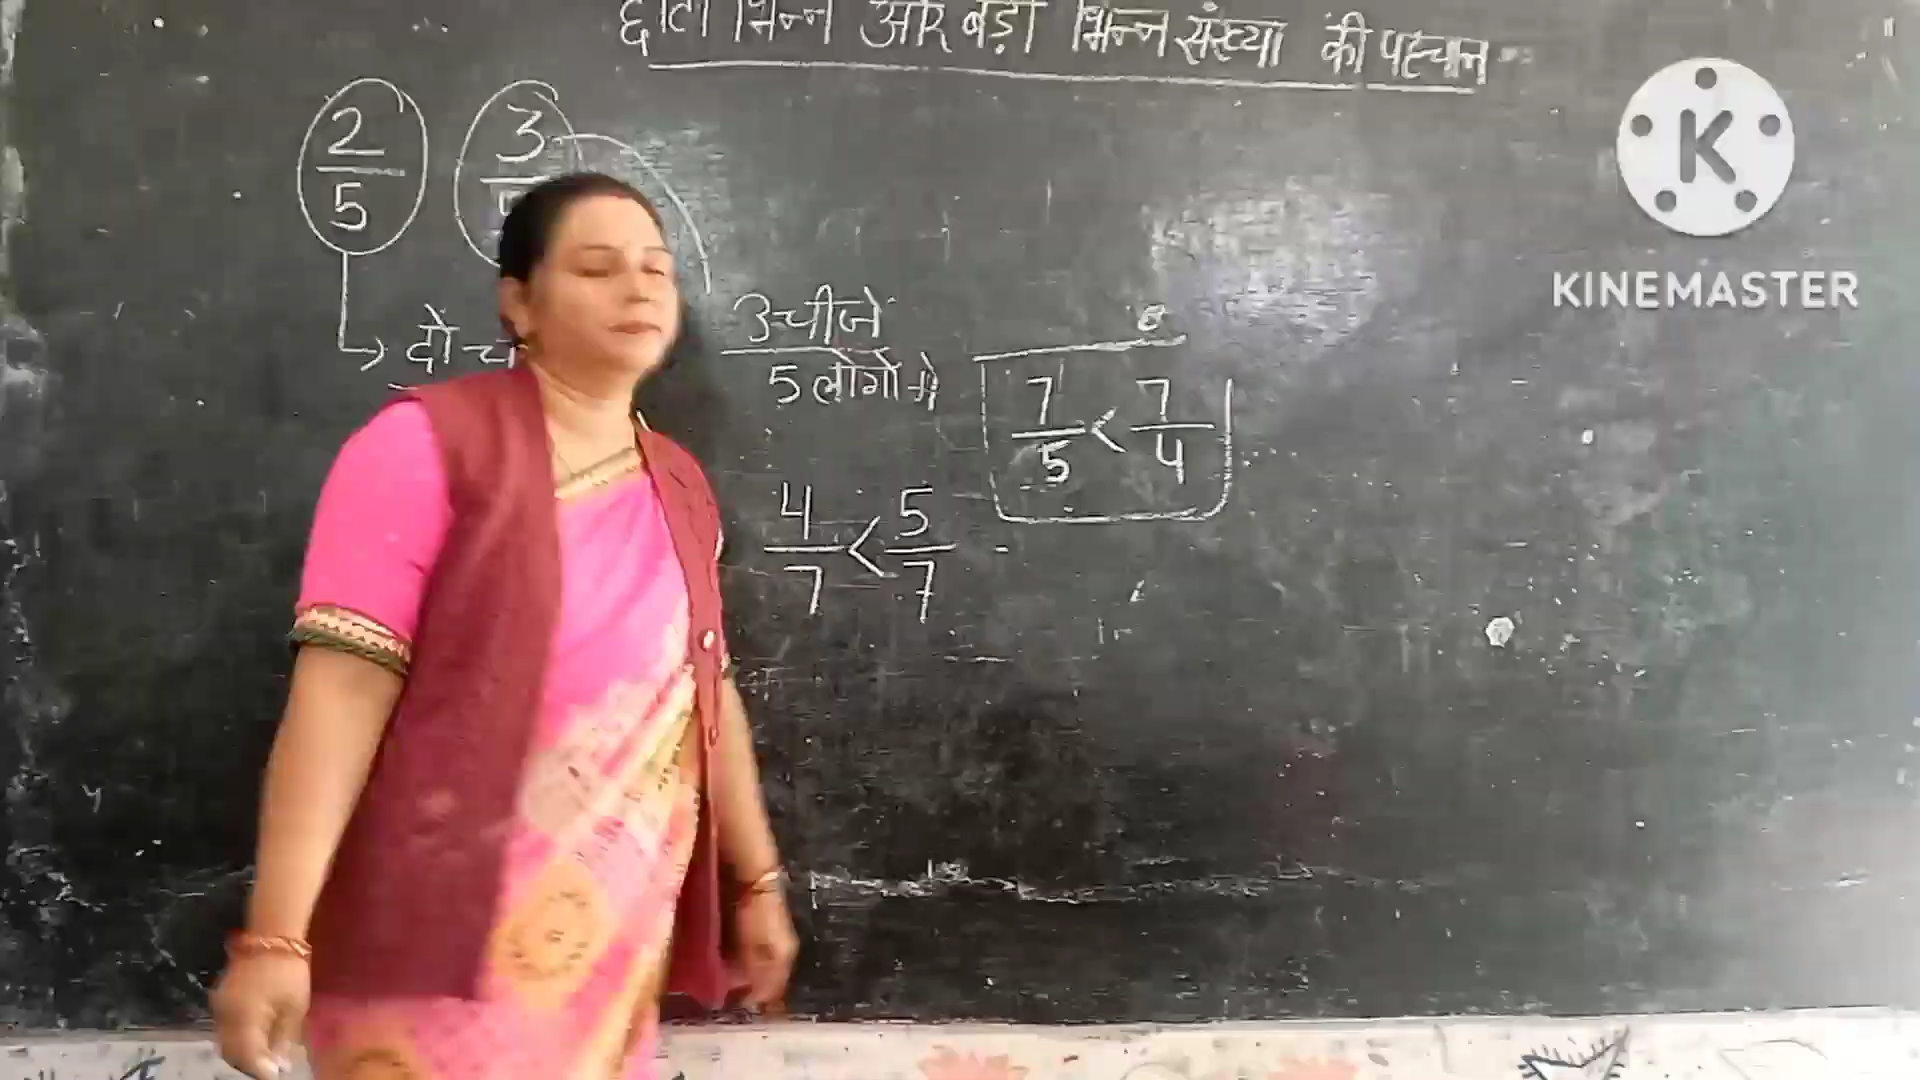 छोटी भिन्न और बड़ी भिन्न संख्या की पहचान
2/5 3
दो
3 चीजे
5 लोगो मे
7/5 < 7/4
4/7 < 5/7
K
KINEMASTER